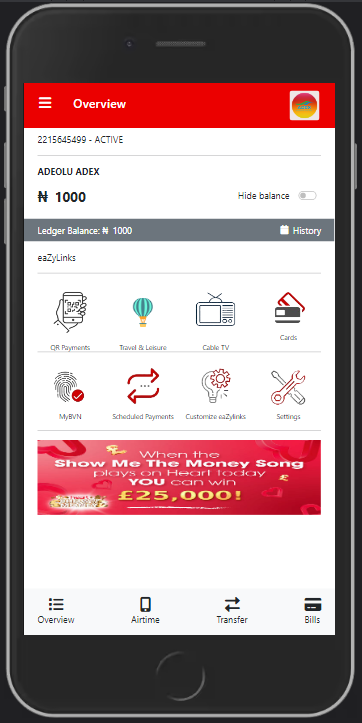 Overview
2215645499 - ACTIVE
ADEOLU ADEX
₦ 1000
Hide balance
Ledger Balance: ₦ 1000
History
eaZyLinks
QR Payments
Travel & Leisure
Cable TV
Cards
MyBVN
Scheduled Payments
Customize eaZylinks
Settings
When the
Show Me The Money Song
plays on Heart today
YOU can win
£25,000!
Overview
Airtime
Transfer
Bills